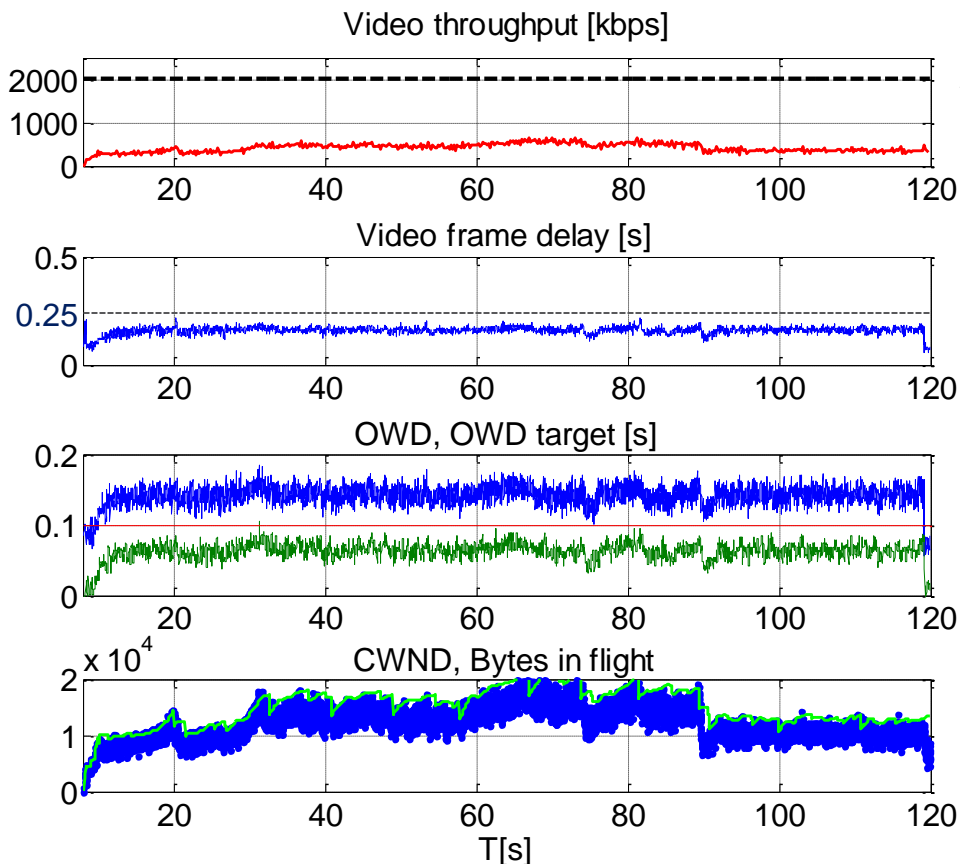 Video throughput [kbps]
2000
1000
0
20 40 60 80 100 120
Video frame delay [s]
0.5
0.25
0
20 40 60 80 100 120
OWD, OWD target [s]
0.2
0.1
0
20 40 60 80 100 120
x 10^4
CWND, Bytes in flight
2
1
0
20 40 60 80 100 120
T[s]